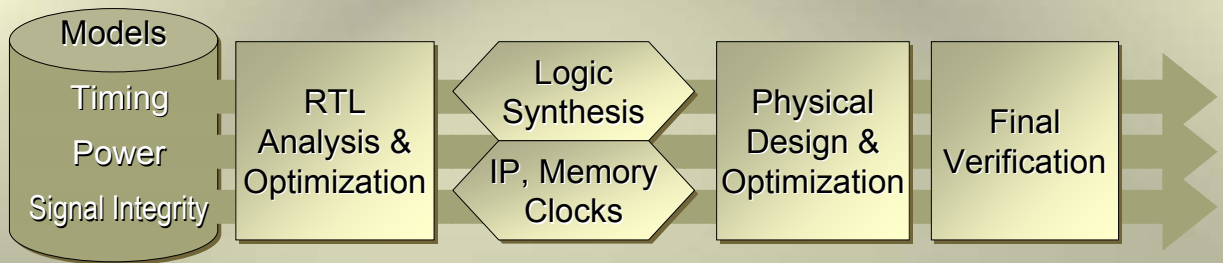 Models
Timing
Power
Signal Integrity
RTL
Analysis &
Optimization
Logic
Synthesis
IP, Memory
Clocks
Physical
Design &
Optimization
Final
Verification